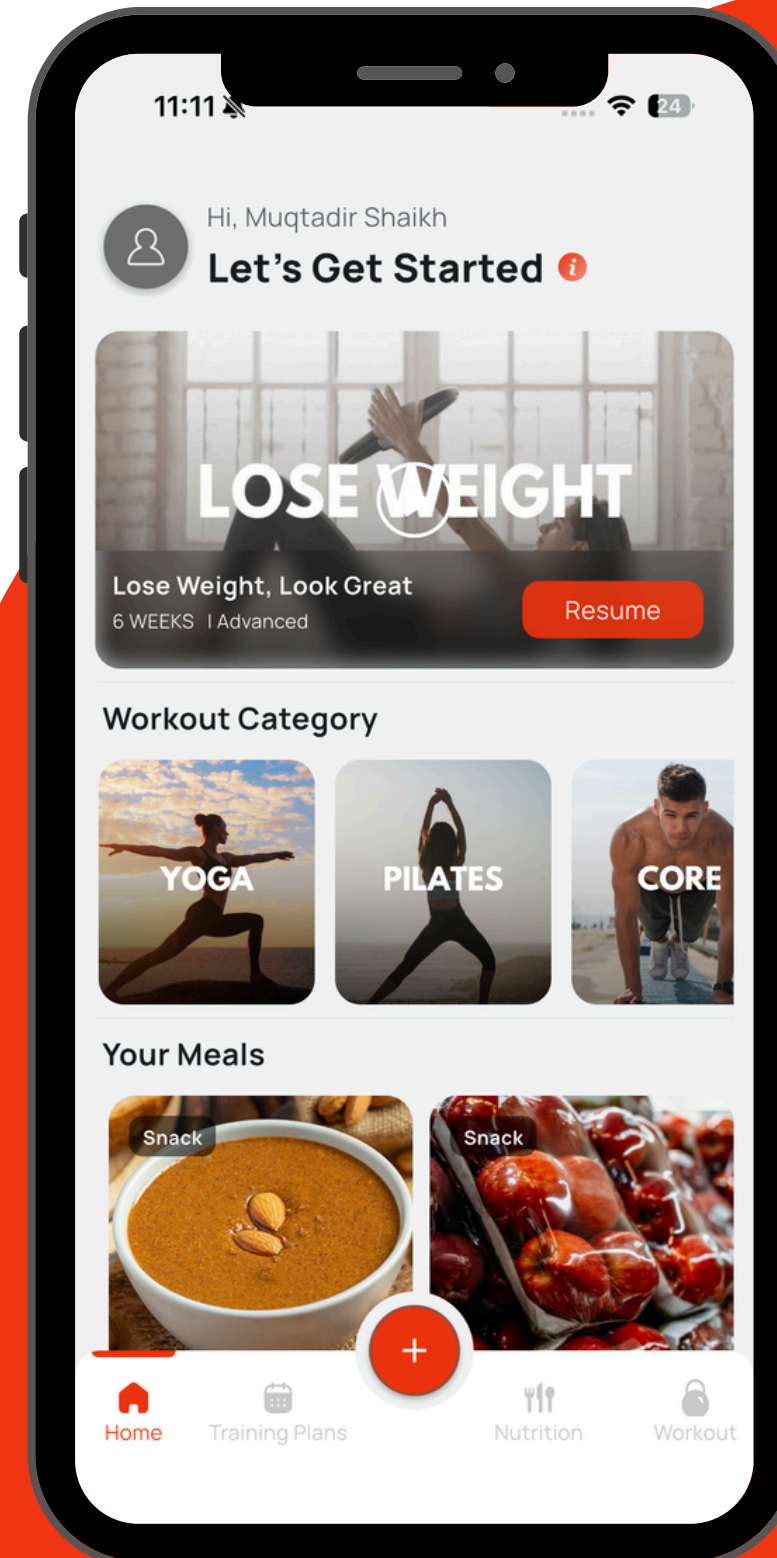 11:11
24
Hi, Muqtadir Shaikh
Let's Get Started i
LOSE WEIGHT
Lose Weight, Look Great
6 WEEKS | Advanced
Resume
Workout Category
YOGA
PILATES
CORE
Your Meals
Snack
Snack
+
Home
Training Plans
Nutrition
Workout